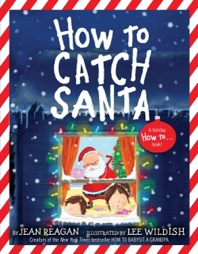 HOW TO
CATCH
SANTA
A holiday
How to...
book!
BY JEAN REAGAN ILLUSTRATED BY LEE WILDISH
Creators of the New York Times bestseller HOW TO BABYSIT A GRANDPA